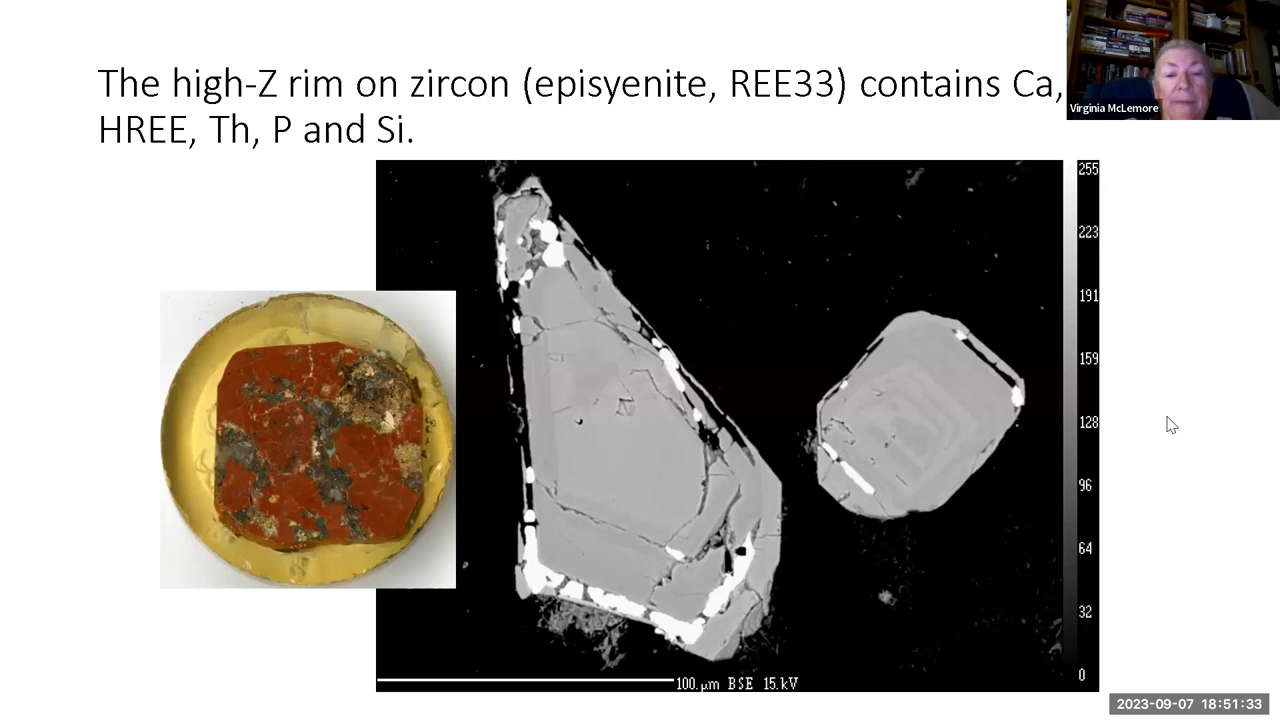 The high-Z rim on zircon (episyenite, REE33) contains Ca,
HREE, Th, P and Si.
Virginia McLemore
255
223
191
159
128
96
64
32
0
100.µm BSE 15.kV
2023-09-07 18:51:33